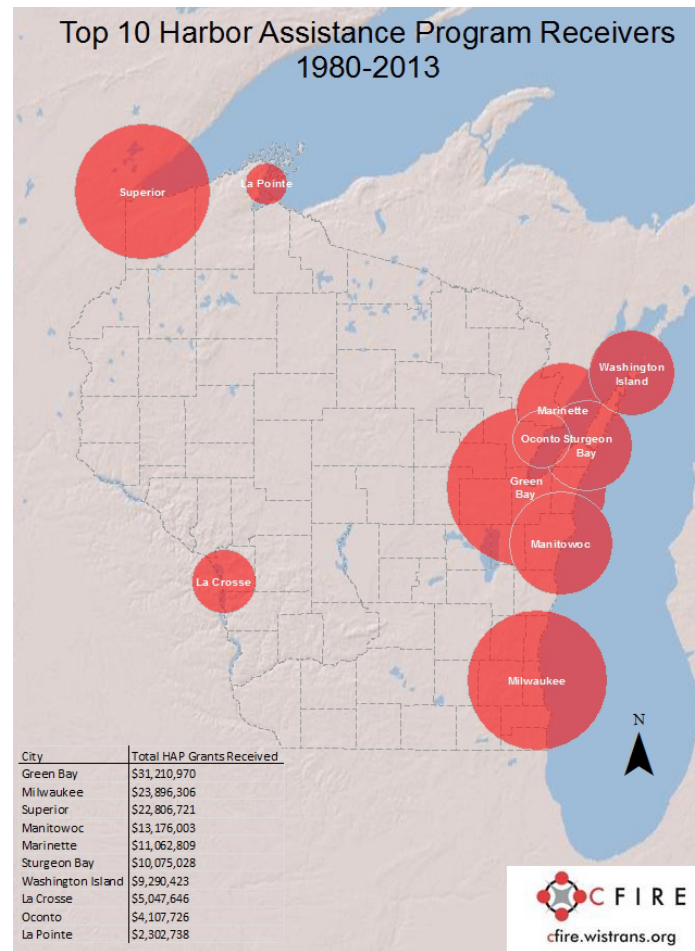 Top 10 Harbor Assistance Program Receivers
1980-2013
Superior
La Pointe
Washington
Island
Marinette
Oconto
Sturgeon
Bay
Green
Bay
Manitowoc
La Crosse
Milwaukee
N
City Total HAP Grants Received
Green Bay $31,210,970
Milwaukee $23,896,306
Superior $22,806,721
Manitowoc $13,176,003
Marinette $11,062,809
Sturgeon Bay $10,075,028
Washington Island $9,290,423
La Crosse $5,047,646
Oconto $4,107,726
La Pointe $2,302,738
CFIRE
cfire.wistrans.org